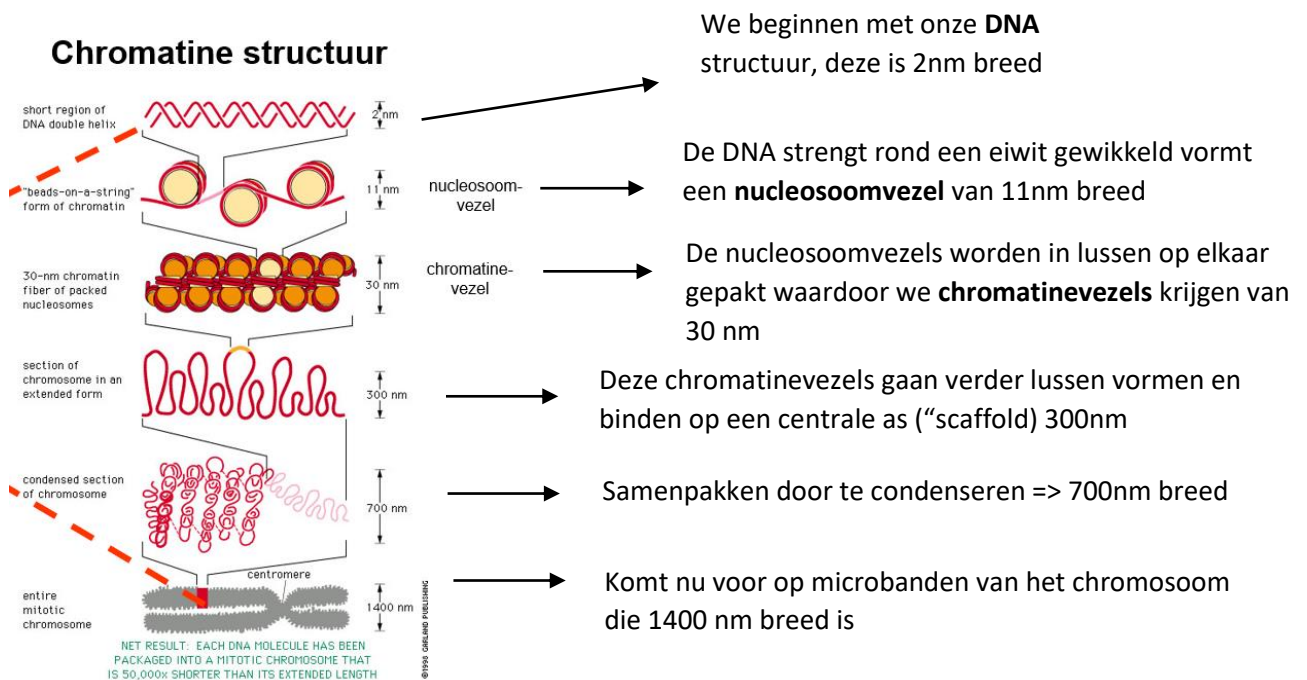 Chromatine structuur
We beginnen met onze DNA
structuur, deze is 2nm breed
short region of
DNA double helix
2 nm
De DNA strengt rond een eiwit gewikkeld vormt
een nucleosoomvezel van 11nm breed
"beads-on-a-string"
form of chromatin
11 nm
nucleosoom-
vezel
De nucleosoomvezels worden in lussen op elkaar
gepakt waardoor we chromatinevezels krijgen van
30 nm
30-nm chromatin
fiber of packed
nucleosomes
30 nm
chromatine-
vezel
section of
chromosome in an
extended form
300 nm
Deze chromatinevezels gaan verder lussen vormen en
binden op een centrale as (“scaffold) 300nm
condensed section
of chromosome
700 nm
Samenpakken door te condenseren => 700nm breed
centromere
entire
mitotic
chromosome
1400 nm
Komt nu voor op microbanden van het chromosoom
die 1400 nm breed is
NET RESULT: EACH DNA MOLECULE HAS BEEN
PACKAGED INTO A MITOTIC CHROMOSOME THAT
IS 50,000x SHORTER THAN ITS EXTENDED LENGTH
©1998 GARLAND PUBLISHING